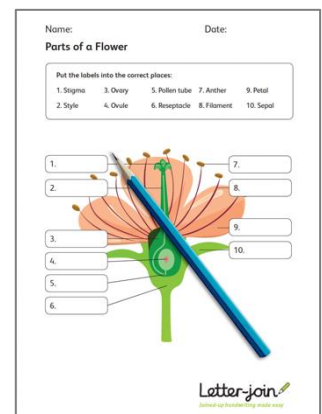 Name: Date:
Parts of a Flower
Put the labels into the correct places:
1. Stigma 3. Ovary 5. Pollen tube 7. Anther 9. Petal
2. Style 4. Ovule 6. Reseptacle 8. Filament 10. Sepal
1. 7.
2. 8.
3. 9.
4. 10.
5.
6.
Letter-join
Joined-up handwriting made easy